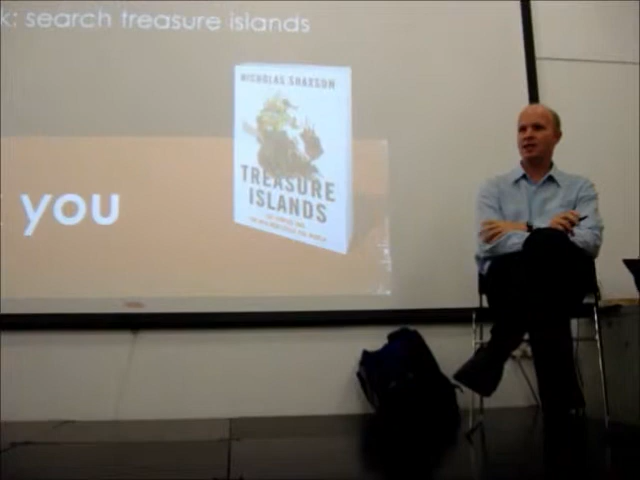 k: search treasure islands
NICHOLAS SHAXSON
TREASURE
ISLANDS
you